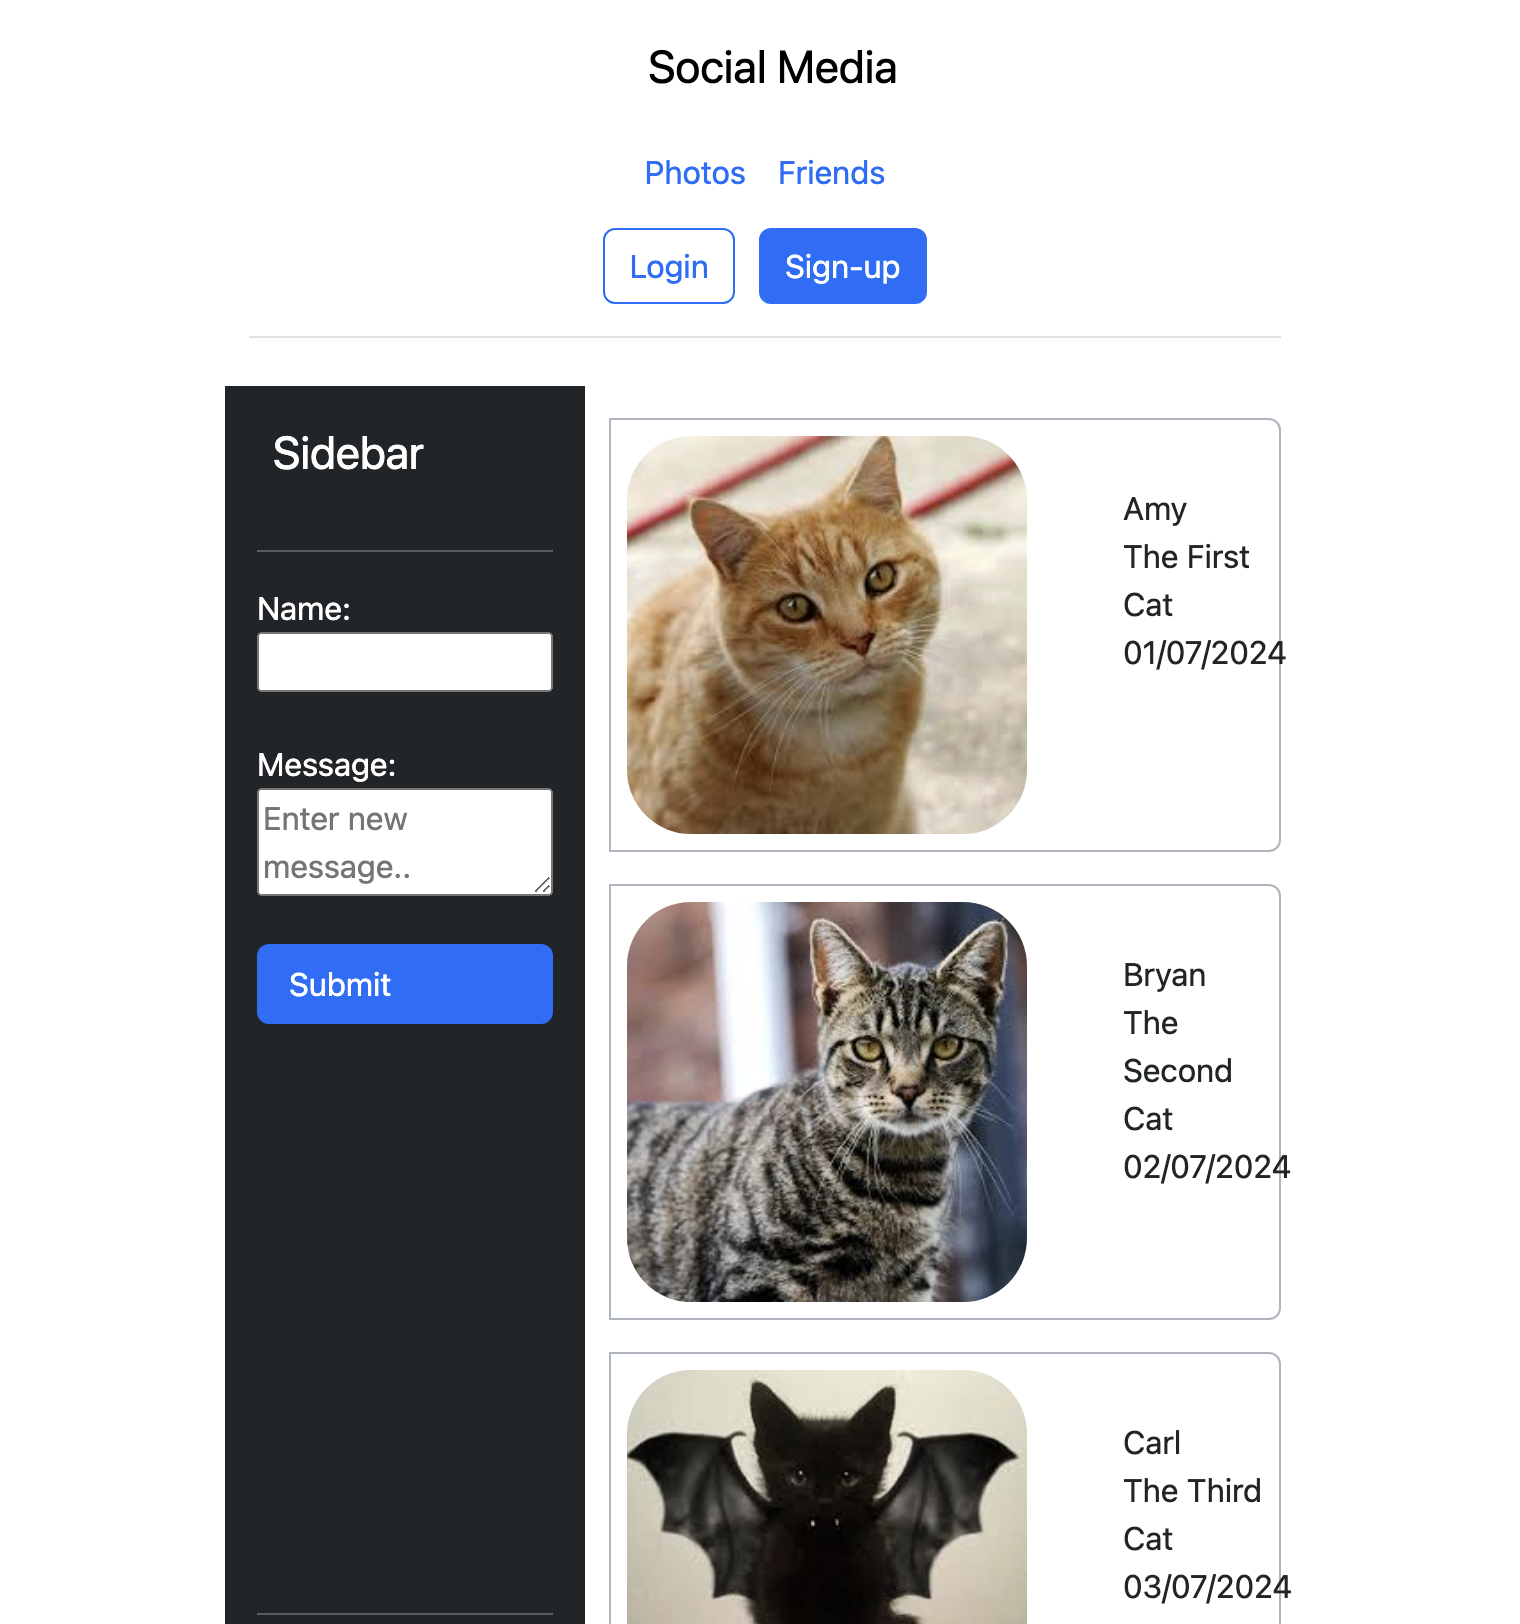 Social Media
Photos Friends
Login Sign-up
Sidebar
Name:
Message:
Enter new
message..
Submit
Amy
The First
Cat
01/07/2024
Bryan
The
Second
Cat
02/07/2024
Carl
The Third
Cat
03/07/2024